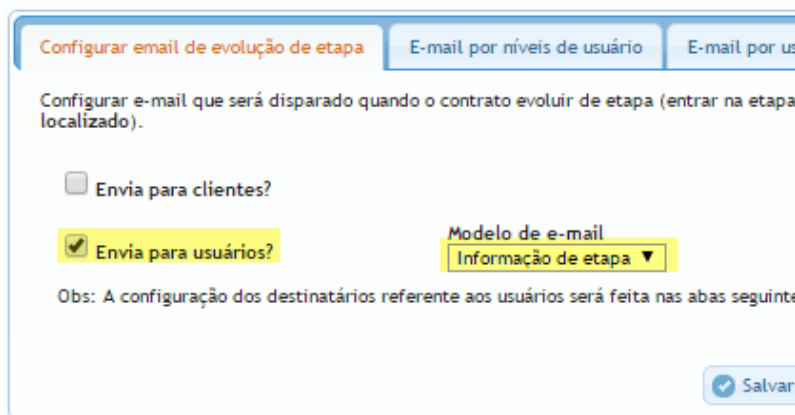 Configurar email de evolução de etapa E-mail por níveis de usuário E-mail por us
Configurar e-mail que será disparado quando o contrato evoluir de etapa (entrar na etapa
localizado).
Envia para clientes?
Modelo de e-mail
Envia para usuários? Informação de etapa
Obs: A configuração dos destinatários referente aos usuários será feita nas abas seguinte
Salvar